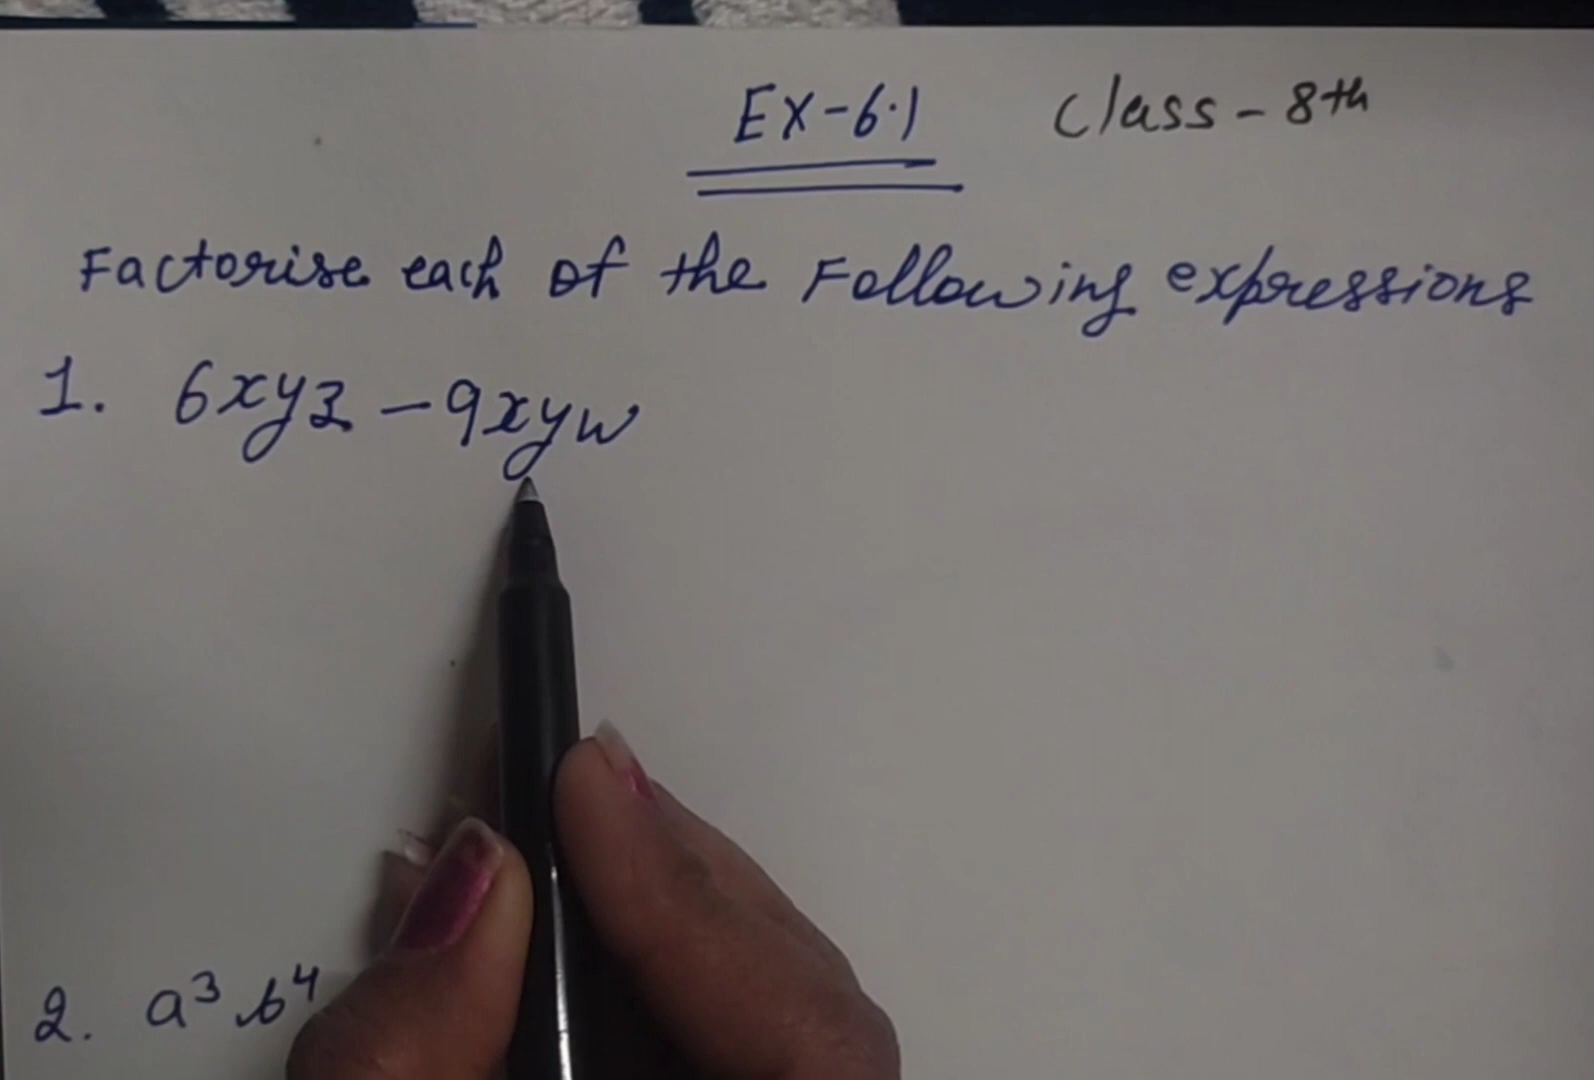 Ex-6.1 Class-8th
Factorise each of the Following expressions
1. 6xyz - 9xyw
2. a³b⁴